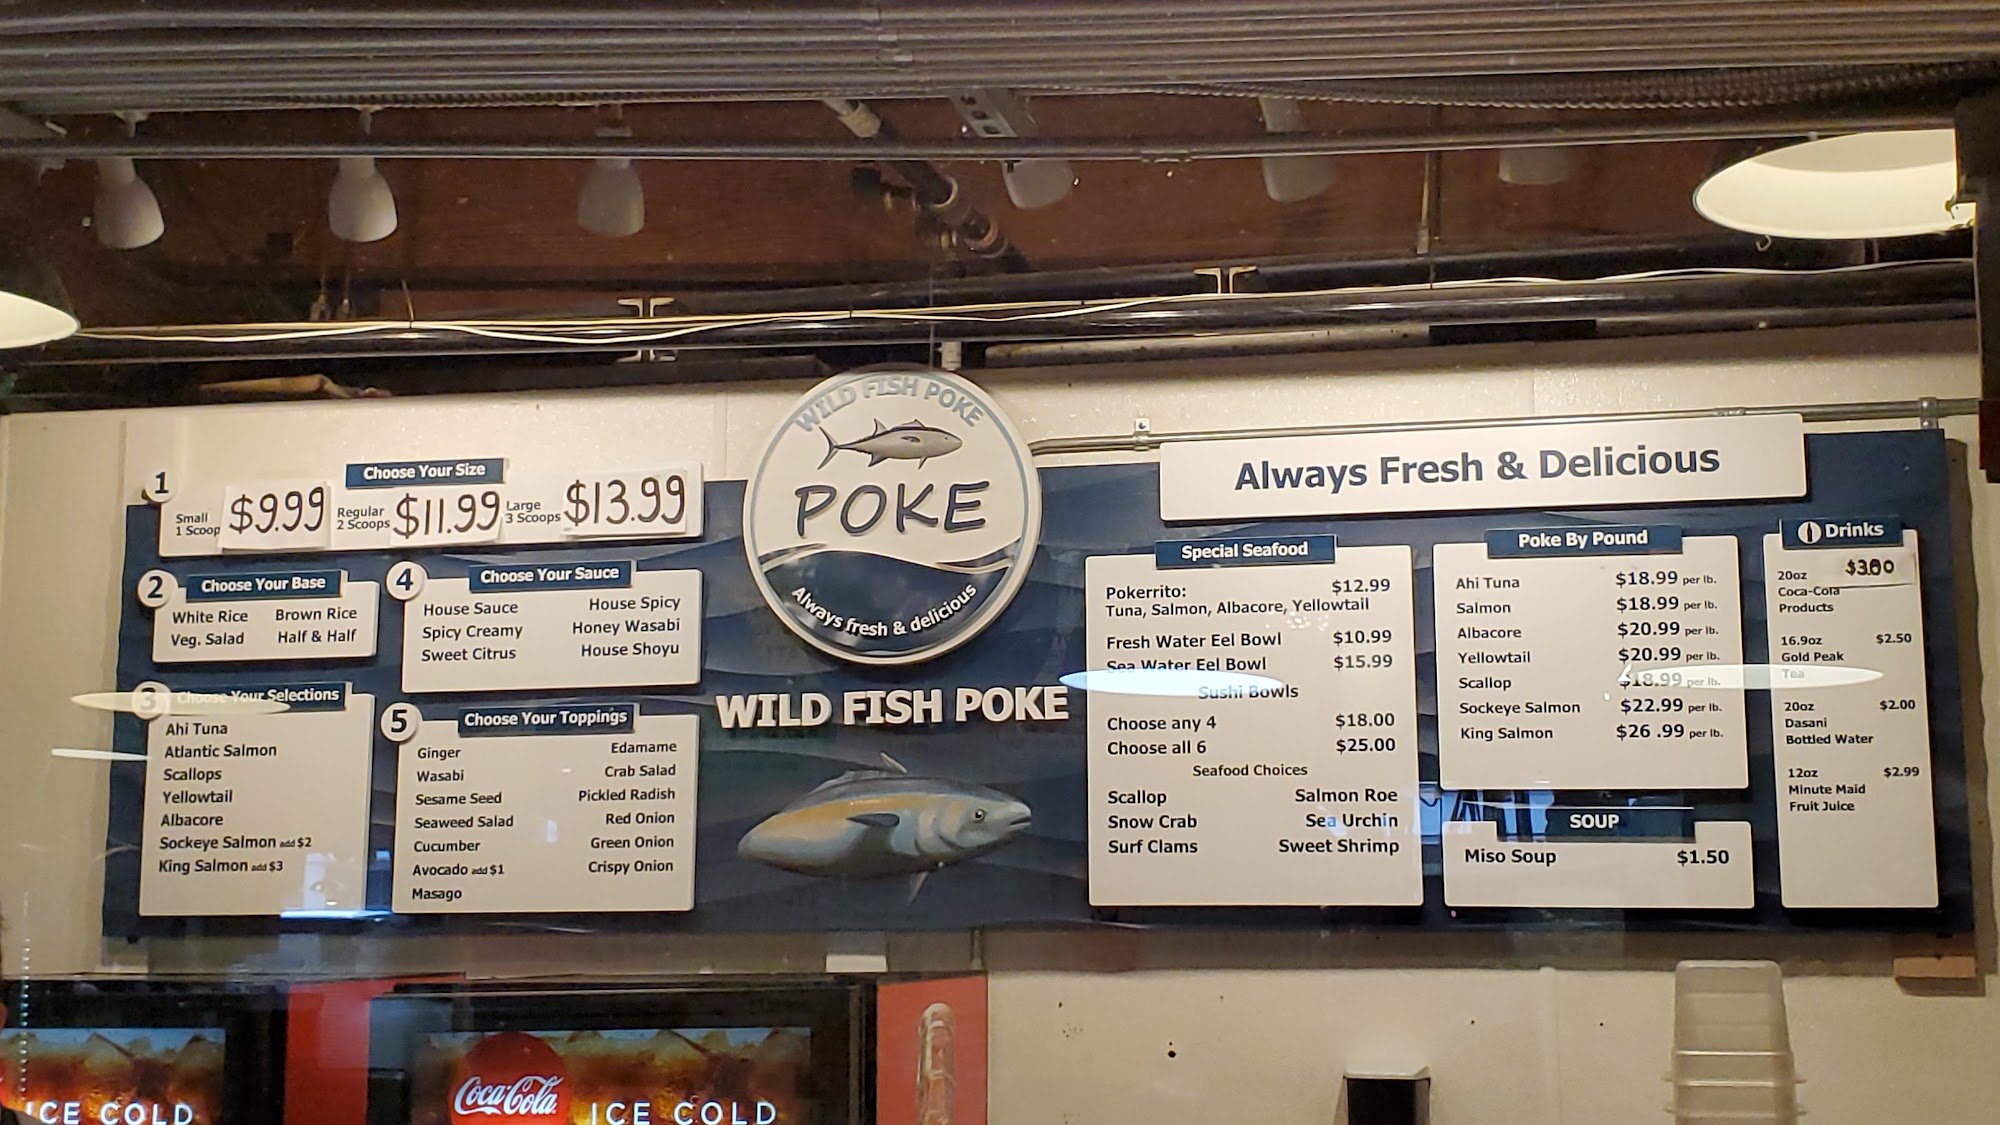 WILD FISH POKE
POKE
Always fresh & delicious
WILD FISH POKE
1 Choose Your Size
Small
1 Scoop
$9.99
Regular
2 Scoops
$11.99
Large
3 Scoops
$13.99
2 Choose Your Base
White Rice Brown Rice
Veg. Salad Half & Half
3 Choose Your Selections
Ahi Tuna
Atlantic Salmon
Scallops
Yellowtail
Albacore
Sockeye Salmon add $2
King Salmon add $3
4 Choose Your Sauce
House Sauce House Spicy
Spicy Creamy Honey Wasabi
Sweet Citrus House Shoyu
5 Choose Your Toppings
Ginger Edamame
Wasabi Crab Salad
Sesame Seed Pickled Radish
Seaweed Salad Red Onion
Cucumber Green Onion
Avocado add $1 Crispy Onion
Masago
Always Fresh & Delicious
Special Seafood
Pokerrito: $12.99
Tuna, Salmon, Albacore, Yellowtail
Fresh Water Eel Bowl $10.99
Sea Water Eel Bowl $15.99
Sushi Bowls
Choose any 4 $18.00
Choose all 6 $25.00
Seafood Choices
Scallop Salmon Roe
Snow Crab Sea Urchin
Surf Clams Sweet Shrimp
Poke By Pound
Ahi Tuna $18.99 per lb.
Salmon $18.99 per lb.
Albacore $20.99 per lb.
Yellowtail $20.99 per lb.
Scallop $18.99 per lb.
Sockeye Salmon $22.99 per lb.
King Salmon $26 .99 per lb.
SOUP
Miso Soup $1.50
Drinks
20oz $3.00
Coca-Cola
Products
16.9oz $2.50
Gold Peak
Tea
20oz $2.00
Dasani
Bottled Water
12oz $2.99
Minute Maid
Fruit Juice
ICE COLD
Coca-Cola
ICE COLD